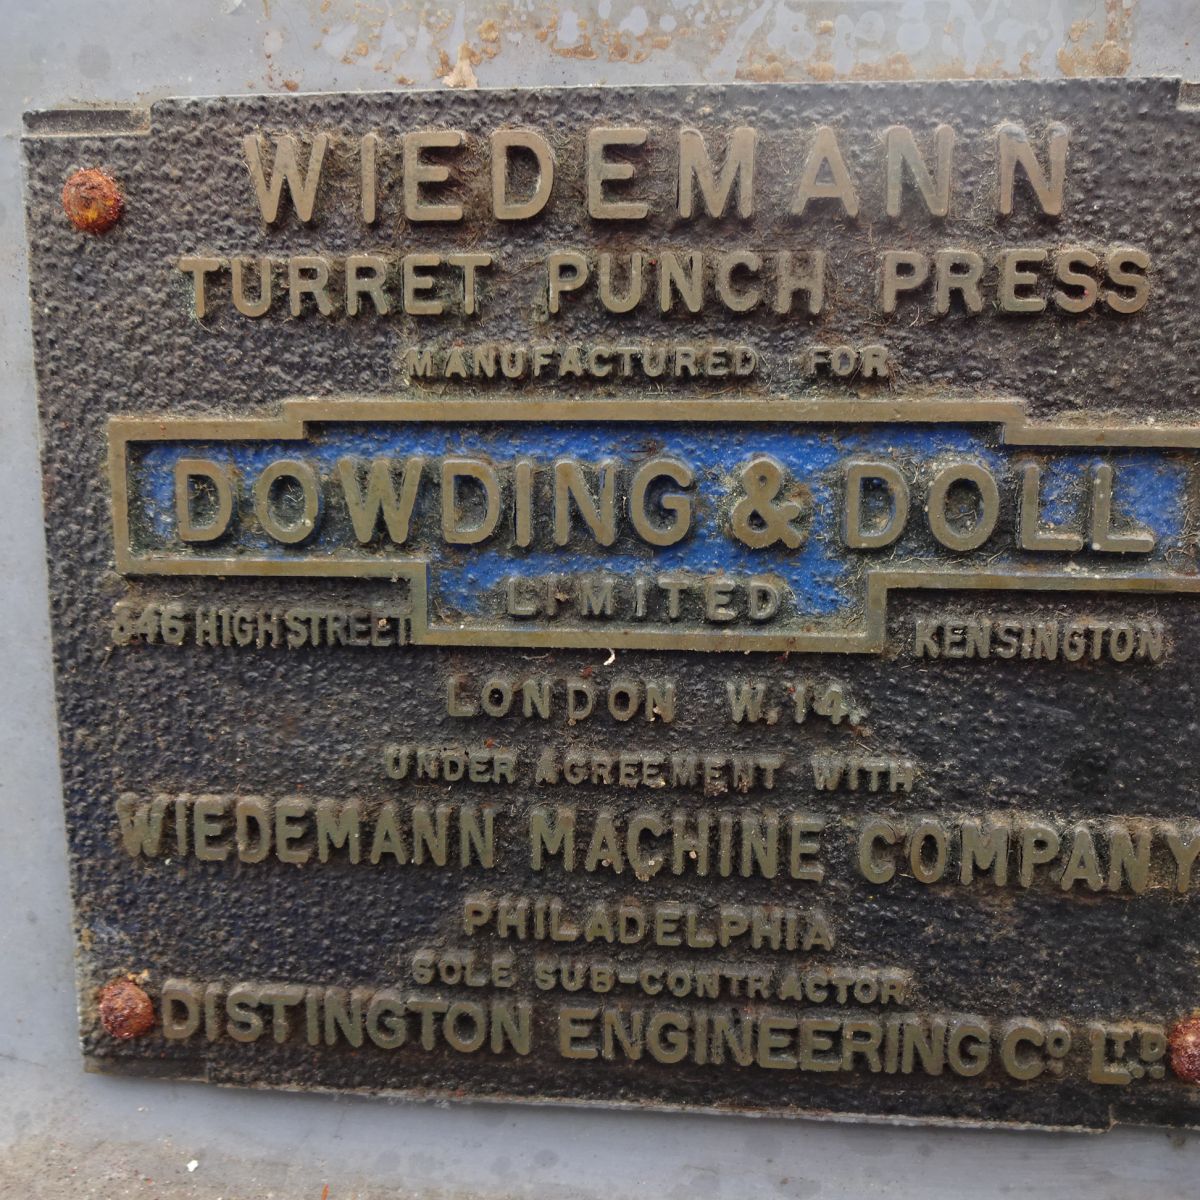 WIEDEMANN
TURRET PUNCH PRESS
MANUFACTURED FOR
DOWDING & DOLL
LIMITED
346 HIGH STREET KENSINGTON
LONDON W.14.
UNDER AGREEMENT WITH
WIEDEMANN MACHINE COMPANY
PHILADELPHIA
SOLE SUB-CONTRACTOR
DISTINGTON ENGINEERING CO LTD